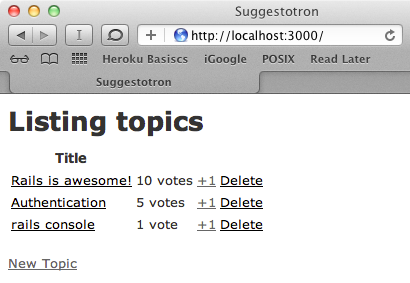 Suggestotron
http://localhost:3000/
Heroku Basiscs iGoogle POSIX Read Later
Suggestotron
Listing topics
Title
Rails is awesome! 10 votes +1 Delete
Authentication 5 votes +1 Delete
rails console 1 vote +1 Delete
New Topic